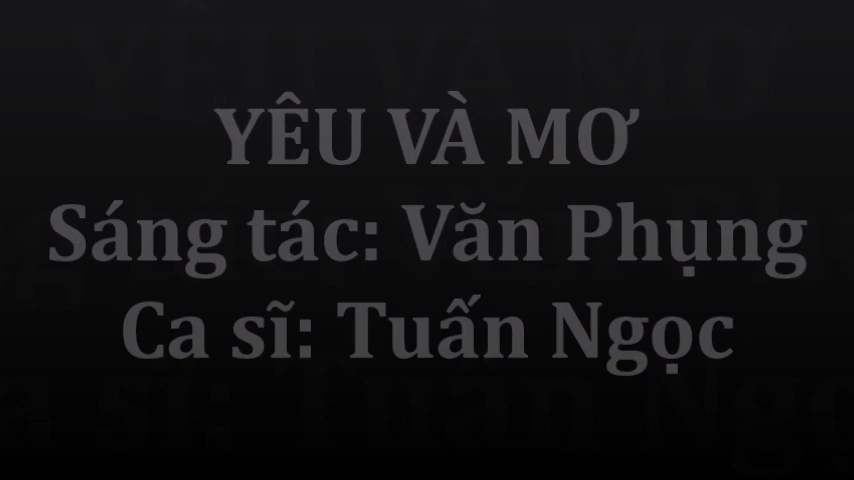 YÊU VÀ MƠ
Sáng tác: Văn Phụng
Ca sĩ: Tuấn Ngọc